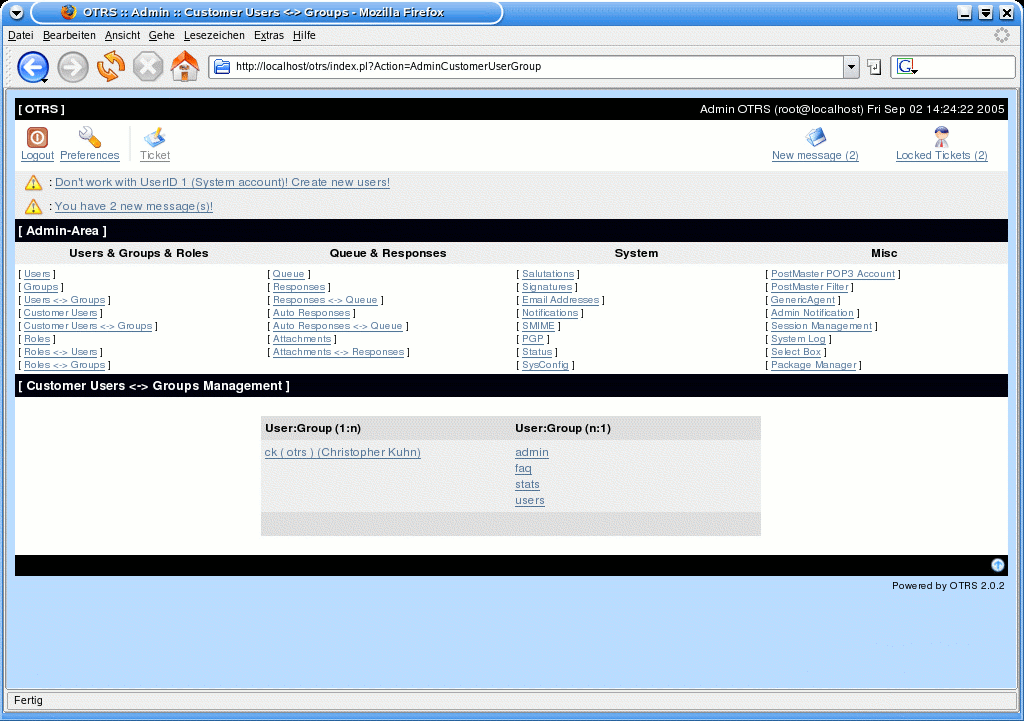 OTRS :: Admin :: Customer Users <-> Groups - Mozilla Firefox
Datei Bearbeiten Ansicht Gehe Lesezeichen Extras Hilfe
http://localhost/otrs/index.pl?Action=AdminCustomerUserGroup
[ OTRS ] Admin OTRS (root@localhost) Fri Sep 02 14:24:22 2005
Logout Preferences Ticket New message (2) Locked Tickets (2)
: Don't work with UserID 1 (System account)! Create new users!
: You have 2 new message(s)!
[ Admin-Area ]
Users & Groups & Roles Queue & Responses System Misc
[ Users ] [ Queue ] [ Salutations ] [ PostMaster POP3 Account ]
[ Groups ] [ Responses ] [ Signatures ] [ PostMaster Filter ]
[ Users <-> Groups ] [ Responses <-> Queue ] [ Email Addresses ] [ GenericAgent ]
[ Customer Users ] [ Auto Responses ] [ Notifications ] [ Admin Notification ]
[ Customer Users <-> Groups ] [ Auto Responses <-> Queue ] [ SMIME ] [ Session Management ]
[ Roles ] [ Attachments ] [ PGP ] [ System Log ]
[ Roles <-> Users ] [ Attachments <-> Responses ] [ Status ] [ Select Box ]
[ Roles <-> Groups ] [ SysConfig ] [ Package Manager ]
[ Customer Users <-> Groups Management ]
User:Group (1:n) User:Group (n:1)
ck ( otrs ) (Christopher Kuhn) admin
faq
stats
users
Powered by OTRS 2.0.2
Fertig